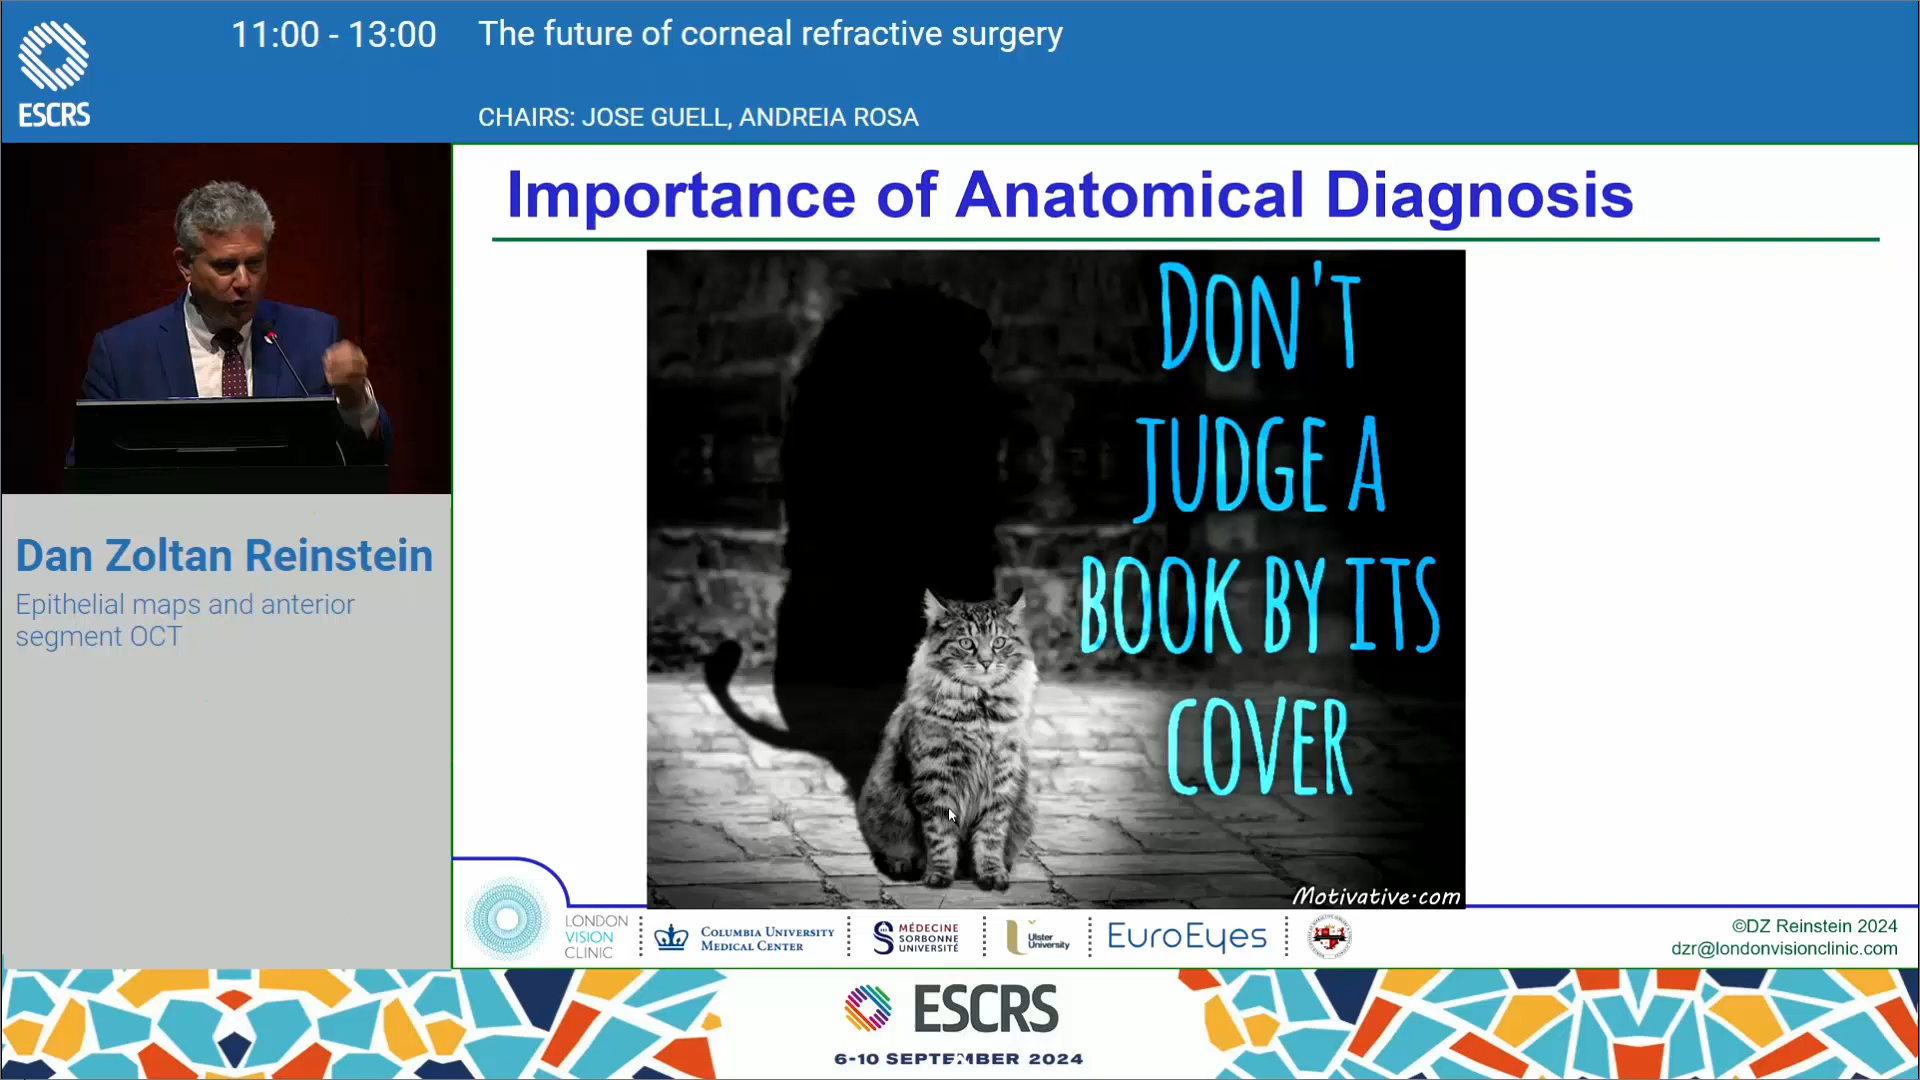 11:00 - 13:00
The future of corneal refractive surgery
ESCRS
CHAIRS: JOSE GUELL, ANDREIA ROSA
Importance of Anatomical Diagnosis
DON'T
JUDGE A
BOOK BY ITS
COVER
Motivative.com
Dan Zoltan Reinstein
Epithelial maps and anterior
segment OCT
LONDON
VISION
CLINIC
COLUMBIA UNIVERSITY
MEDICAL CENTER
MÉDECINE
SORBONNE
UNIVERSITÉ
Ulster
University
EuroEyes
©DZ Reinstein 2024
dzr@londonvisionclinic.com
ESCRS
6-10 SEPTEMBER 2024